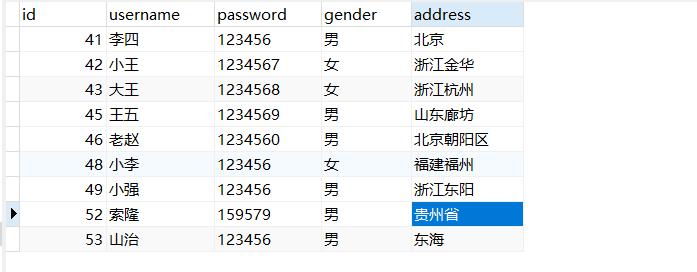 id username password gender address
41 李四 123456 男 北京
42 小王 1234567 女 浙江金华
43 大王 1234568 女 浙江杭州
45 王五 1234569 男 山东廊坊
46 老赵 1234560 男 北京朝阳区
48 小李 123456 女 福建福州
49 小强 123456 男 浙江东阳
52 索隆 159579 男 贵州省
53 山治 123456 男 东海